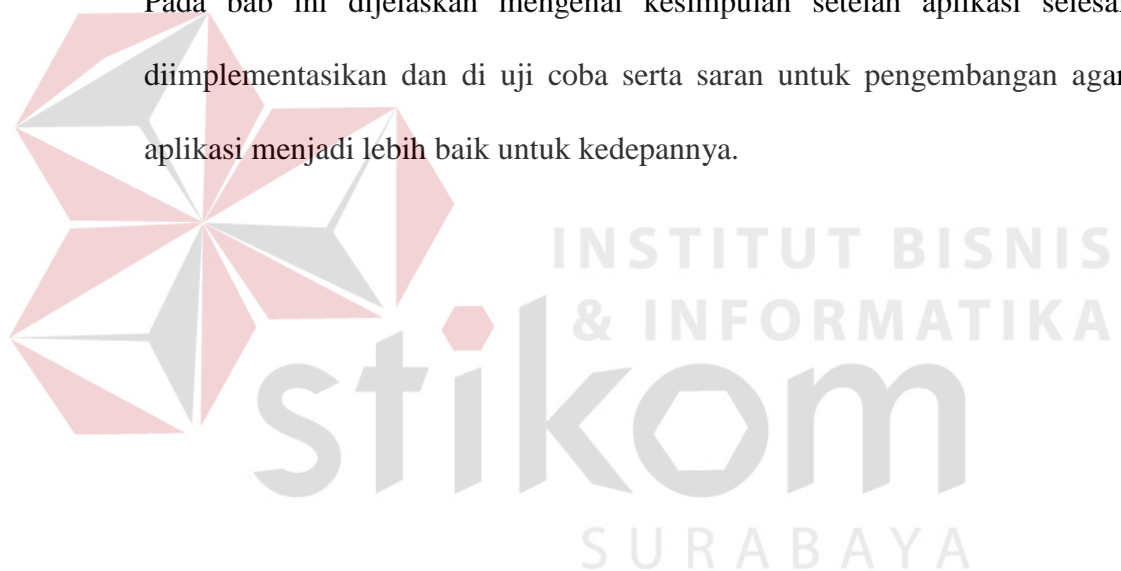 Pada bab ini dijelaskan mengenai kesimpulan setelah aplikasi selesai
diimplementasikan dan di uji coba serta saran untuk pengembangan agar
aplikasi menjadi lebih baik untuk kedepannya.
INSTITUT BISNIS
& INFORMATIKA
stikom
SURABAYA